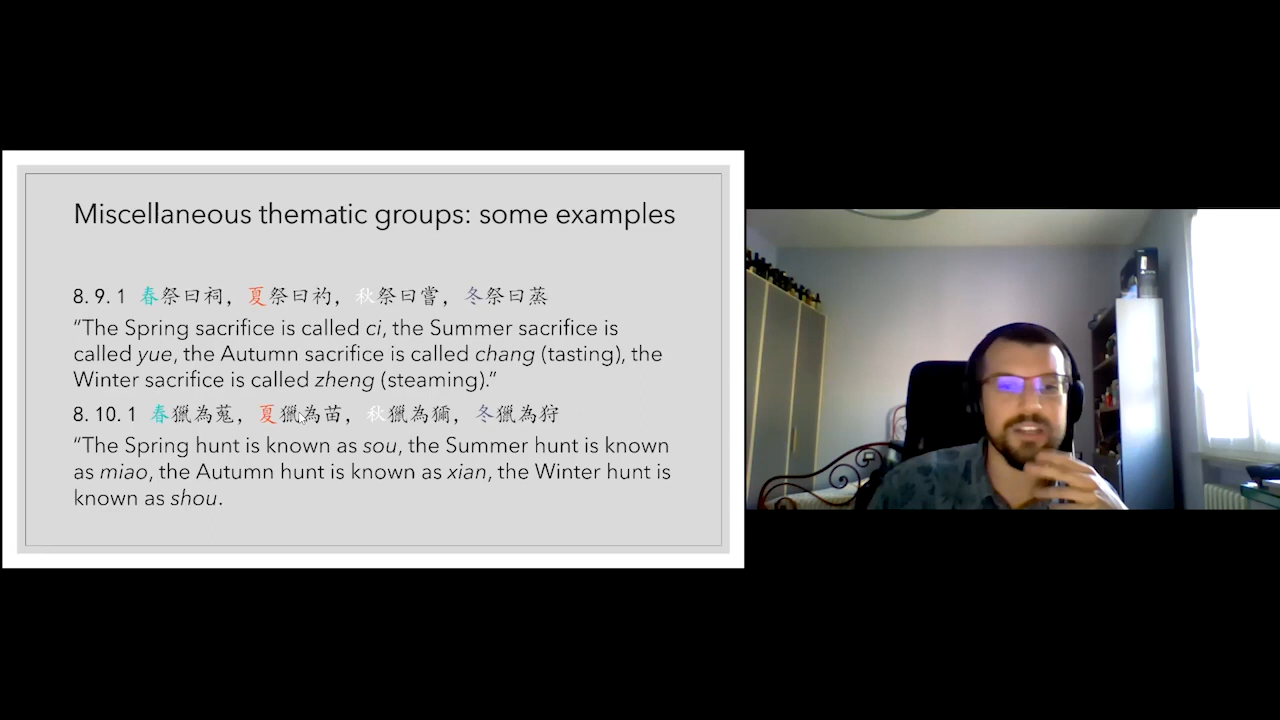 Miscellaneous thematic groups: some examples
8.9.1 春祭曰祠，夏祭曰礿，秋祭曰嘗，冬祭曰蒸
“The Spring sacrifice is called ci, the Summer sacrifice is
called yue, the Autumn sacrifice is called chang (tasting), the
Winter sacrifice is called zheng (steaming).”
8.10.1 春獵為蒐，夏獵為苗，秋獵為獮，冬獵為狩
“The Spring hunt is known as sou, the Summer hunt is known
as miao, the Autumn hunt is known as xian, the Winter hunt is
known as shou.